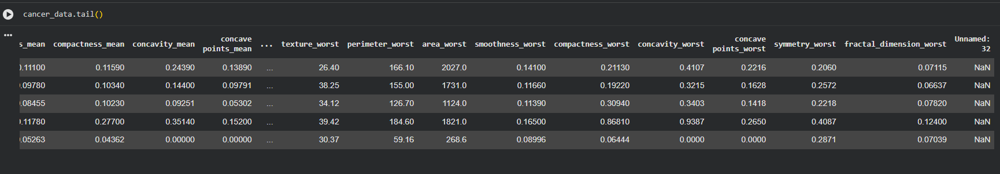 cancer_data.tail()
s_mean compactness_mean concavity_mean concave points_mean ... texture_worst perimeter_worst area_worst smoothness_worst compactness_worst concavity_worst concave points_worst symmetry_worst fractal_dimension_worst Unnamed: 32
0.11100 0.11590 0.24390 0.13890 ... 26.40 166.10 2027.0 0.14100 0.21130 0.4107 0.2216 0.2060 0.07115 NaN
0.09780 0.10340 0.14400 0.09791 ... 38.25 155.00 1731.0 0.11660 0.19220 0.3215 0.1628 0.2572 0.06637 NaN
0.08455 0.10230 0.09251 0.05302 ... 34.12 126.70 1124.0 0.11390 0.30940 0.3403 0.1418 0.2218 0.07820 NaN
0.11780 0.27700 0.35140 0.15200 ... 39.42 184.60 1821.0 0.16500 0.86810 0.9387 0.2650 0.4087 0.12400 NaN
0.05263 0.04362 0.00000 0.00000 ... 30.37 59.16 268.6 0.08996 0.06444 0.0000 0.0000 0.2871 0.07039 NaN